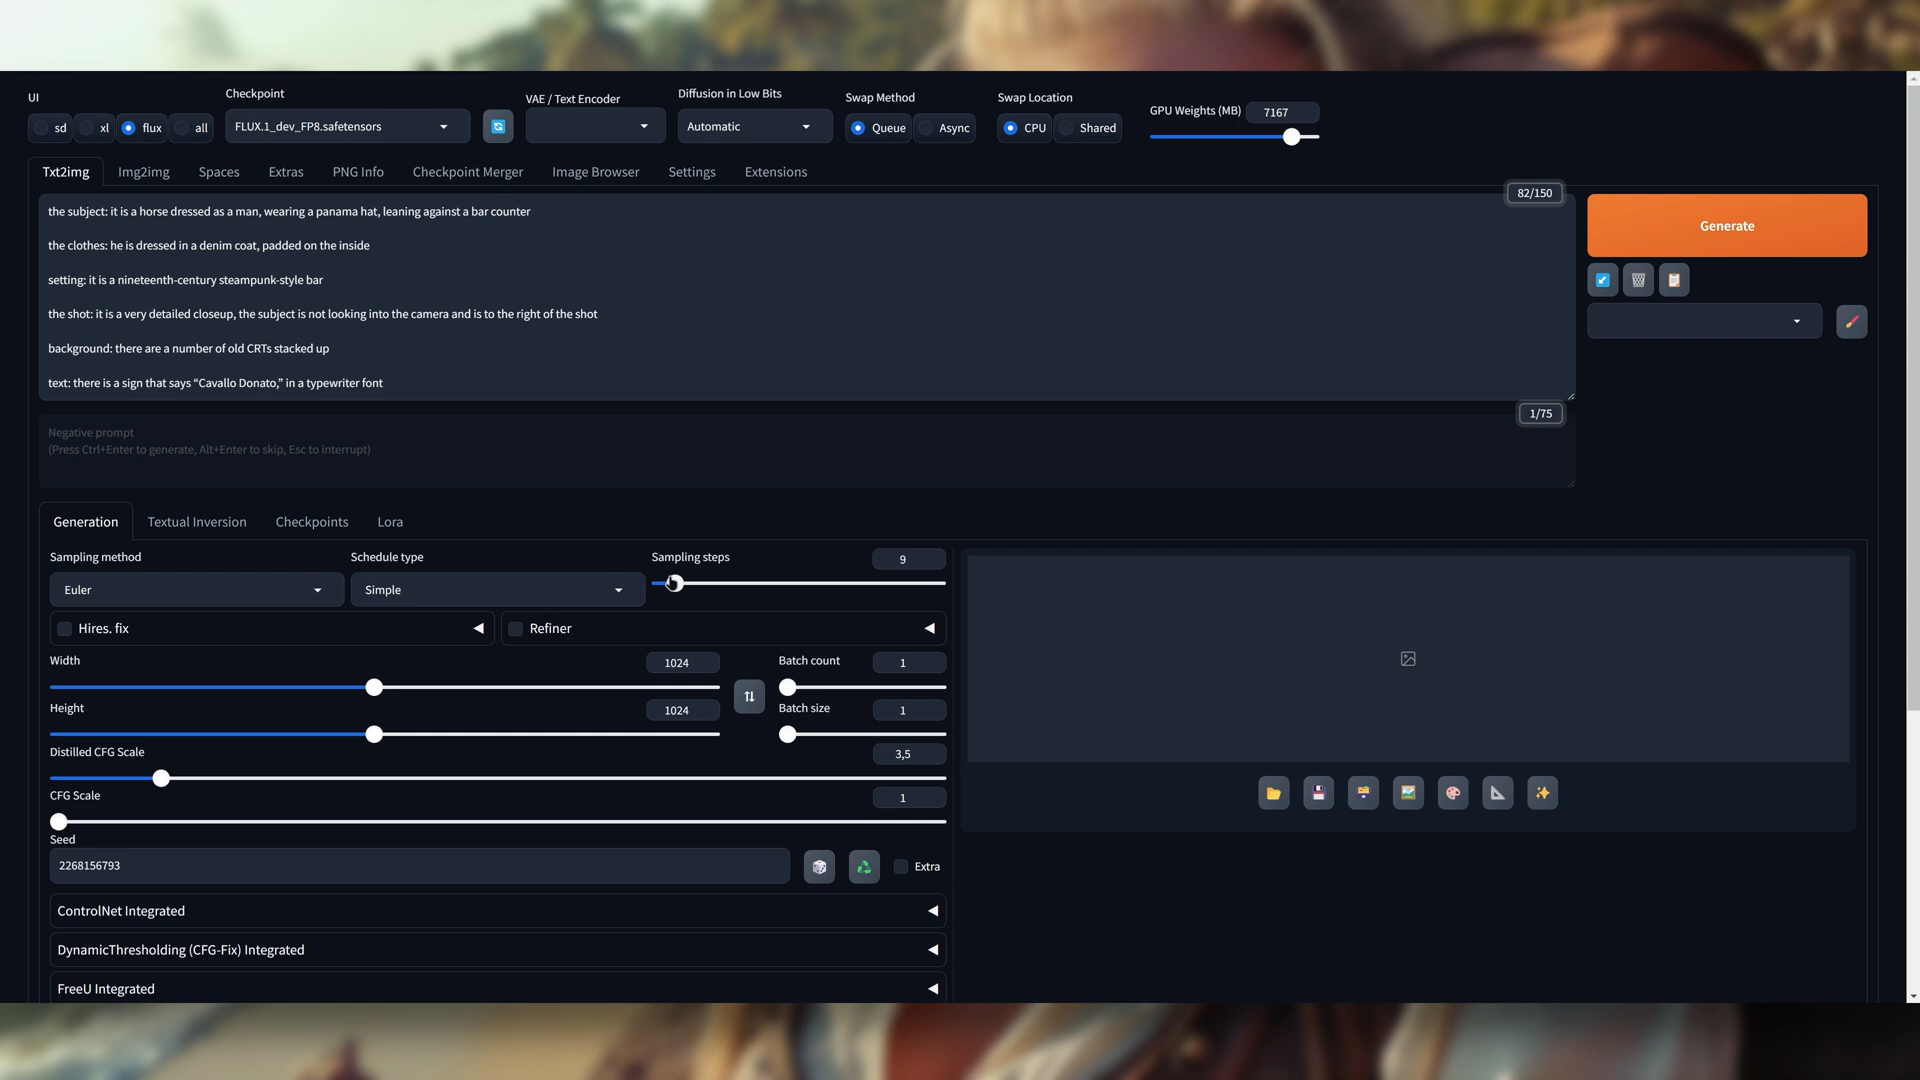 UI
sd xl flux all
Checkpoint
FLUX.1_dev_FP8.safetensors
VAE / Text Encoder
Diffusion in Low Bits
Automatic
Swap Method
Queue Async
Swap Location
CPU Shared
GPU Weights (MB) 7167
Txt2img Img2img Spaces Extras PNG Info Checkpoint Merger Image Browser Settings Extensions
82/150
the subject: it is a horse dressed as a man, wearing a panama hat, leaning against a bar counter
the clothes: he is dressed in a denim coat, padded on the inside
setting: it is a nineteenth-century steampunk-style bar
the shot: it is a very detailed closeup, the subject is not looking into the camera and is to the right of the shot
background: there are a number of old CRTs stacked up
text: there is a sign that says “Cavallo Donato,” in a typewriter font
Generate
1/75
Negative prompt
(Press Ctrl+Enter to generate, Alt+Enter to skip, Esc to interrupt)
Generation Textual Inversion Checkpoints Lora
Sampling method
Euler
Schedule type
Simple
Sampling steps 9
Hires. fix
Refiner
Width 1024
Batch count 1
Height 1024
Batch size 1
Distilled CFG Scale 3,5
CFG Scale 1
Seed
2268156793
Extra
ControlNet Integrated
DynamicThresholding (CFG-Fix) Integrated
FreeU Integrated